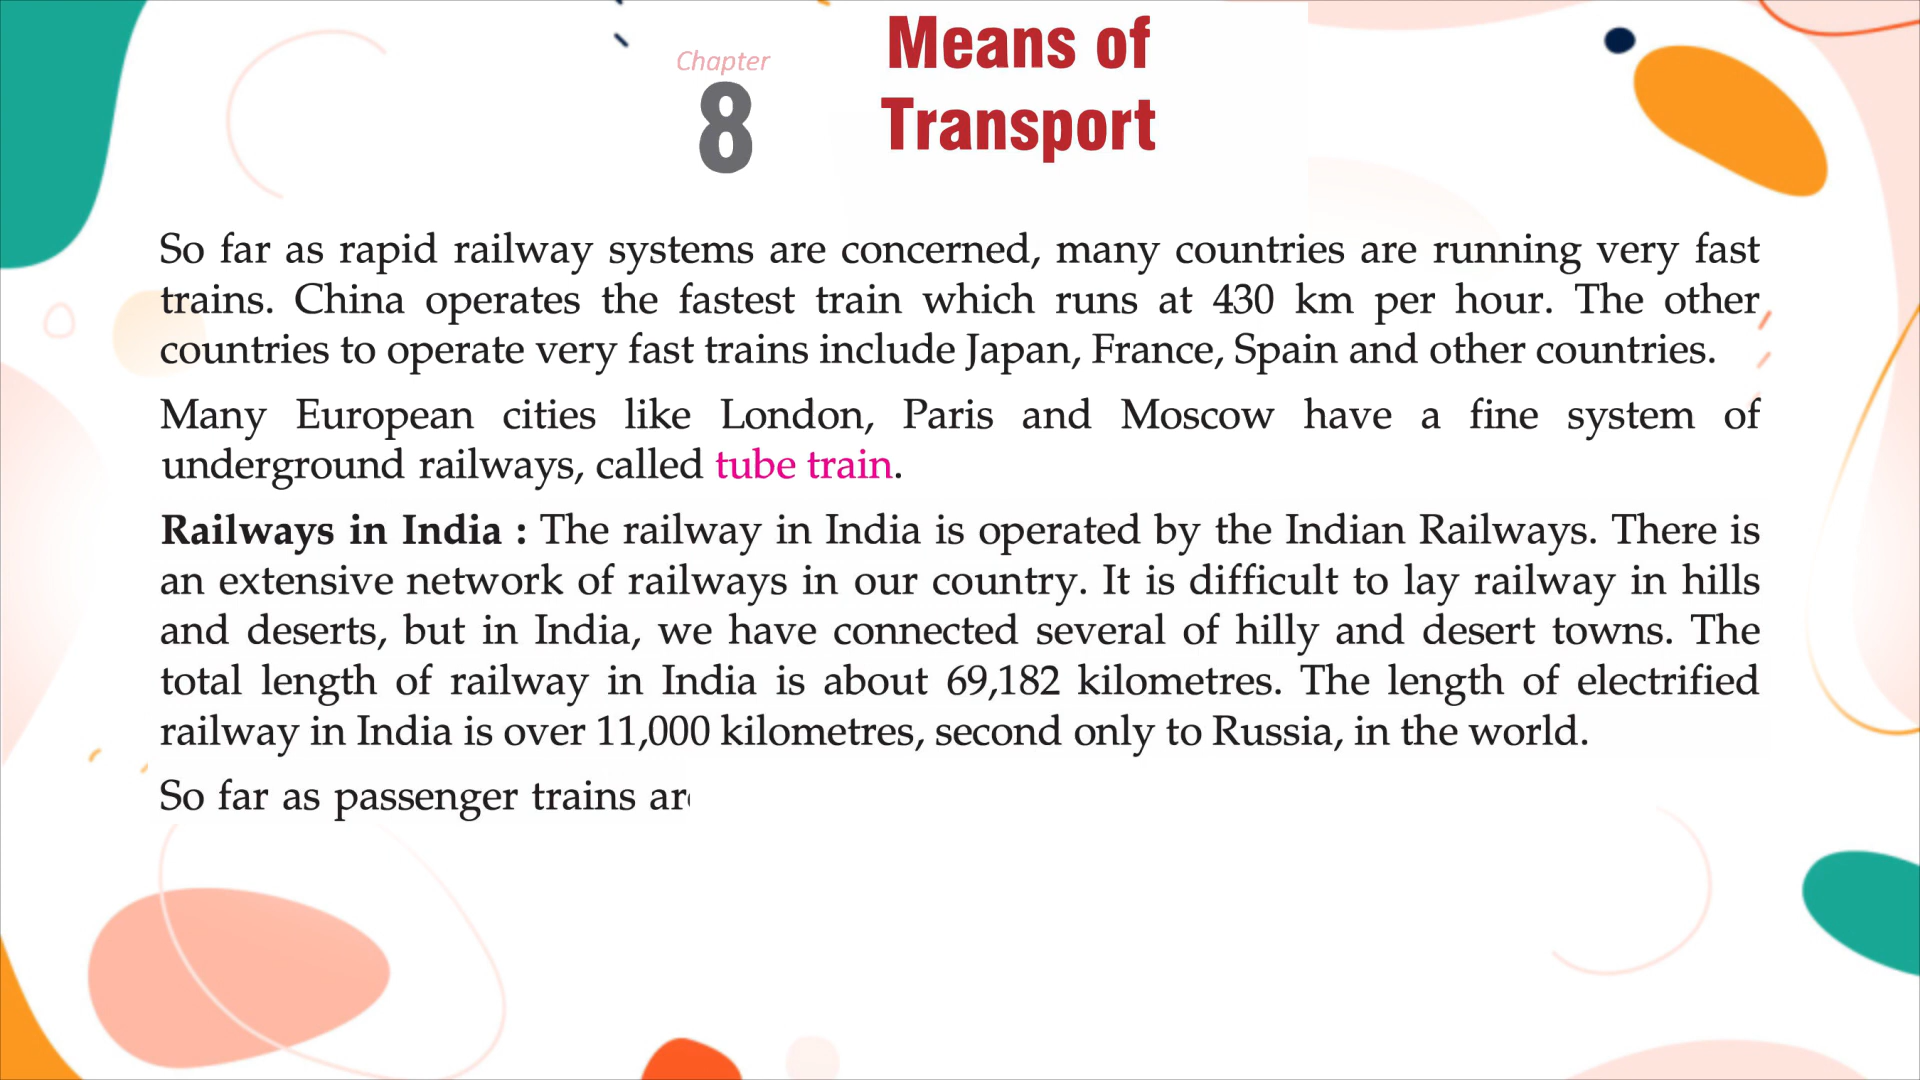 Chapter
8
Means of
Transport
So far as rapid railway systems are concerned, many countries are running very fast
trains. China operates the fastest train which runs at 430 km per hour. The other
countries to operate very fast trains include Japan, France, Spain and other countries.
Many European cities like London, Paris and Moscow have a fine system of
underground railways, called tube train.
Railways in India : The railway in India is operated by the Indian Railways. There is
an extensive network of railways in our country. It is difficult to lay railway in hills
and deserts, but in India, we have connected several of hilly and desert towns. The
total length of railway in India is about 69,182 kilometres. The length of electrified
railway in India is over 11,000 kilometres, second only to Russia, in the world.
So far as passenger trains